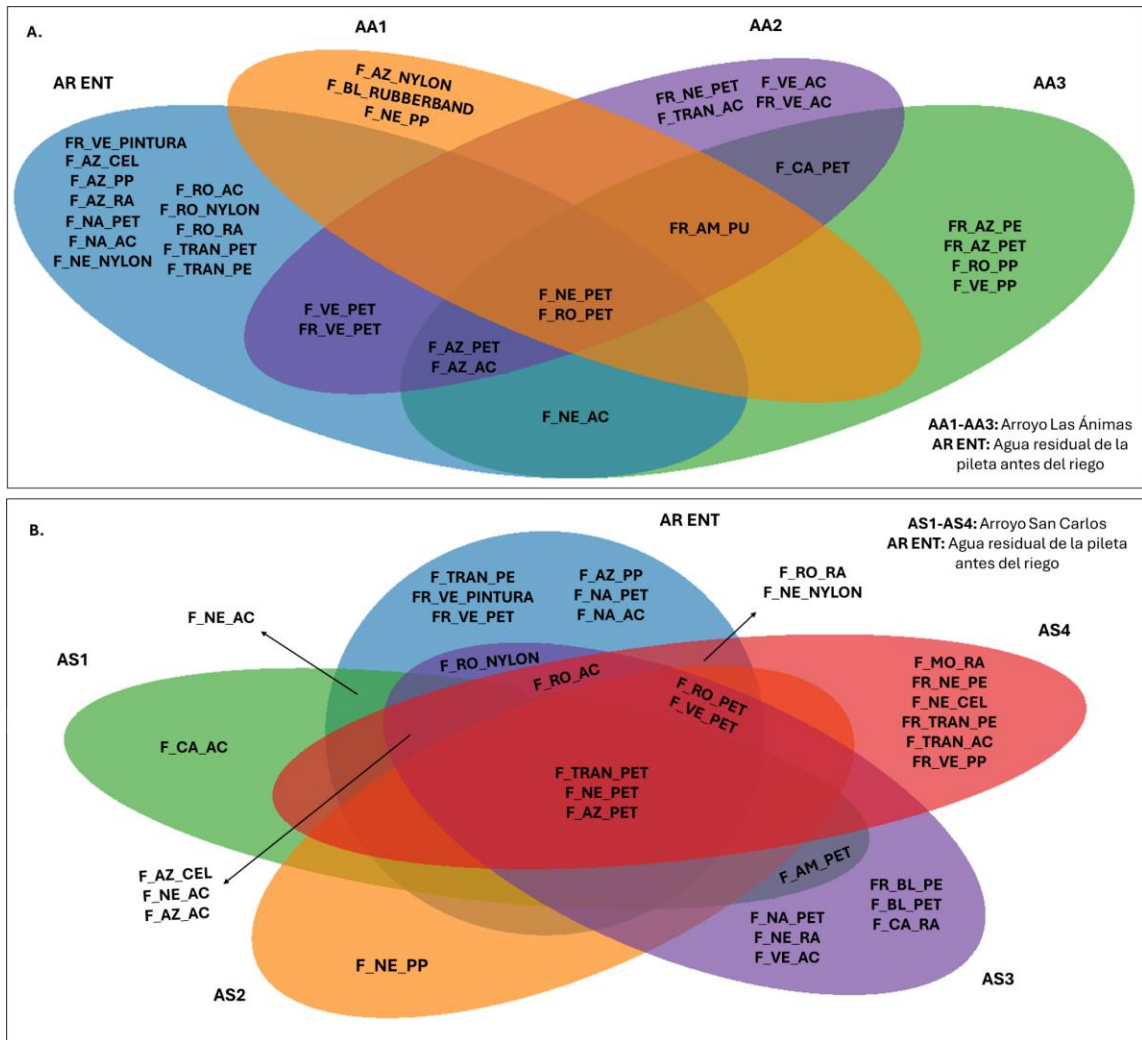 A.
AA1
AA2
AR ENT
AA3
F_AZ_NYLON
F_BL_RUBBERBAND
F_NE_PP
FR_NE_PET
F_TRAN_AC
F_VE_AC
FR_VE_AC
FR_VE_PINTURA
F_AZ_CEL
F_AZ_PP
F_AZ_RA
F_NA_PET
F_NA_AC
F_NE_NYLON
F_RO_AC
F_RO_NYLON
F_RO_RA
F_TRAN_PET
F_TRAN_PE
F_CA_PET
FR_AM_PU
FR_AZ_PE
FR_AZ_PET
F_RO_PP
F_VE_PP
F_VE_PET
FR_VE_PET
F_NE_PET
F_RO_PET
F_AZ_PET
F_AZ_AC
F_NE_AC
AA1-AA3: Arroyo Las Ánimas
AR ENT: Agua residual de la
pileta antes del riego
B.
AR ENT
AS1-AS4: Arroyo San Carlos
AR ENT: Agua residual de la pileta
antes del riego
F_TRAN_PE
FR_VE_PINTURA
FR_VE_PET
F_AZ_PP
F_NA_PET
F_NA_AC
F_RO_RA
F_NE_NYLON
F_NE_AC
AS1
AS4
F_RO_NYLON
F_RO_AC
F_RO_PET
F_VE_PET
F_MO_RA
FR_NE_PE
F_NE_CEL
FR_TRAN_PE
F_TRAN_AC
FR_VE_PP
F_CA_AC
F_TRAN_PET
F_NE_PET
F_AZ_PET
F_AM_PET
F_AZ_CEL
F_NE_AC
F_AZ_AC
FR_BL_PE
F_BL_PET
F_CA_RA
F_NA_PET
F_NE_RA
F_VE_AC
F_NE_PP
AS2
AS3